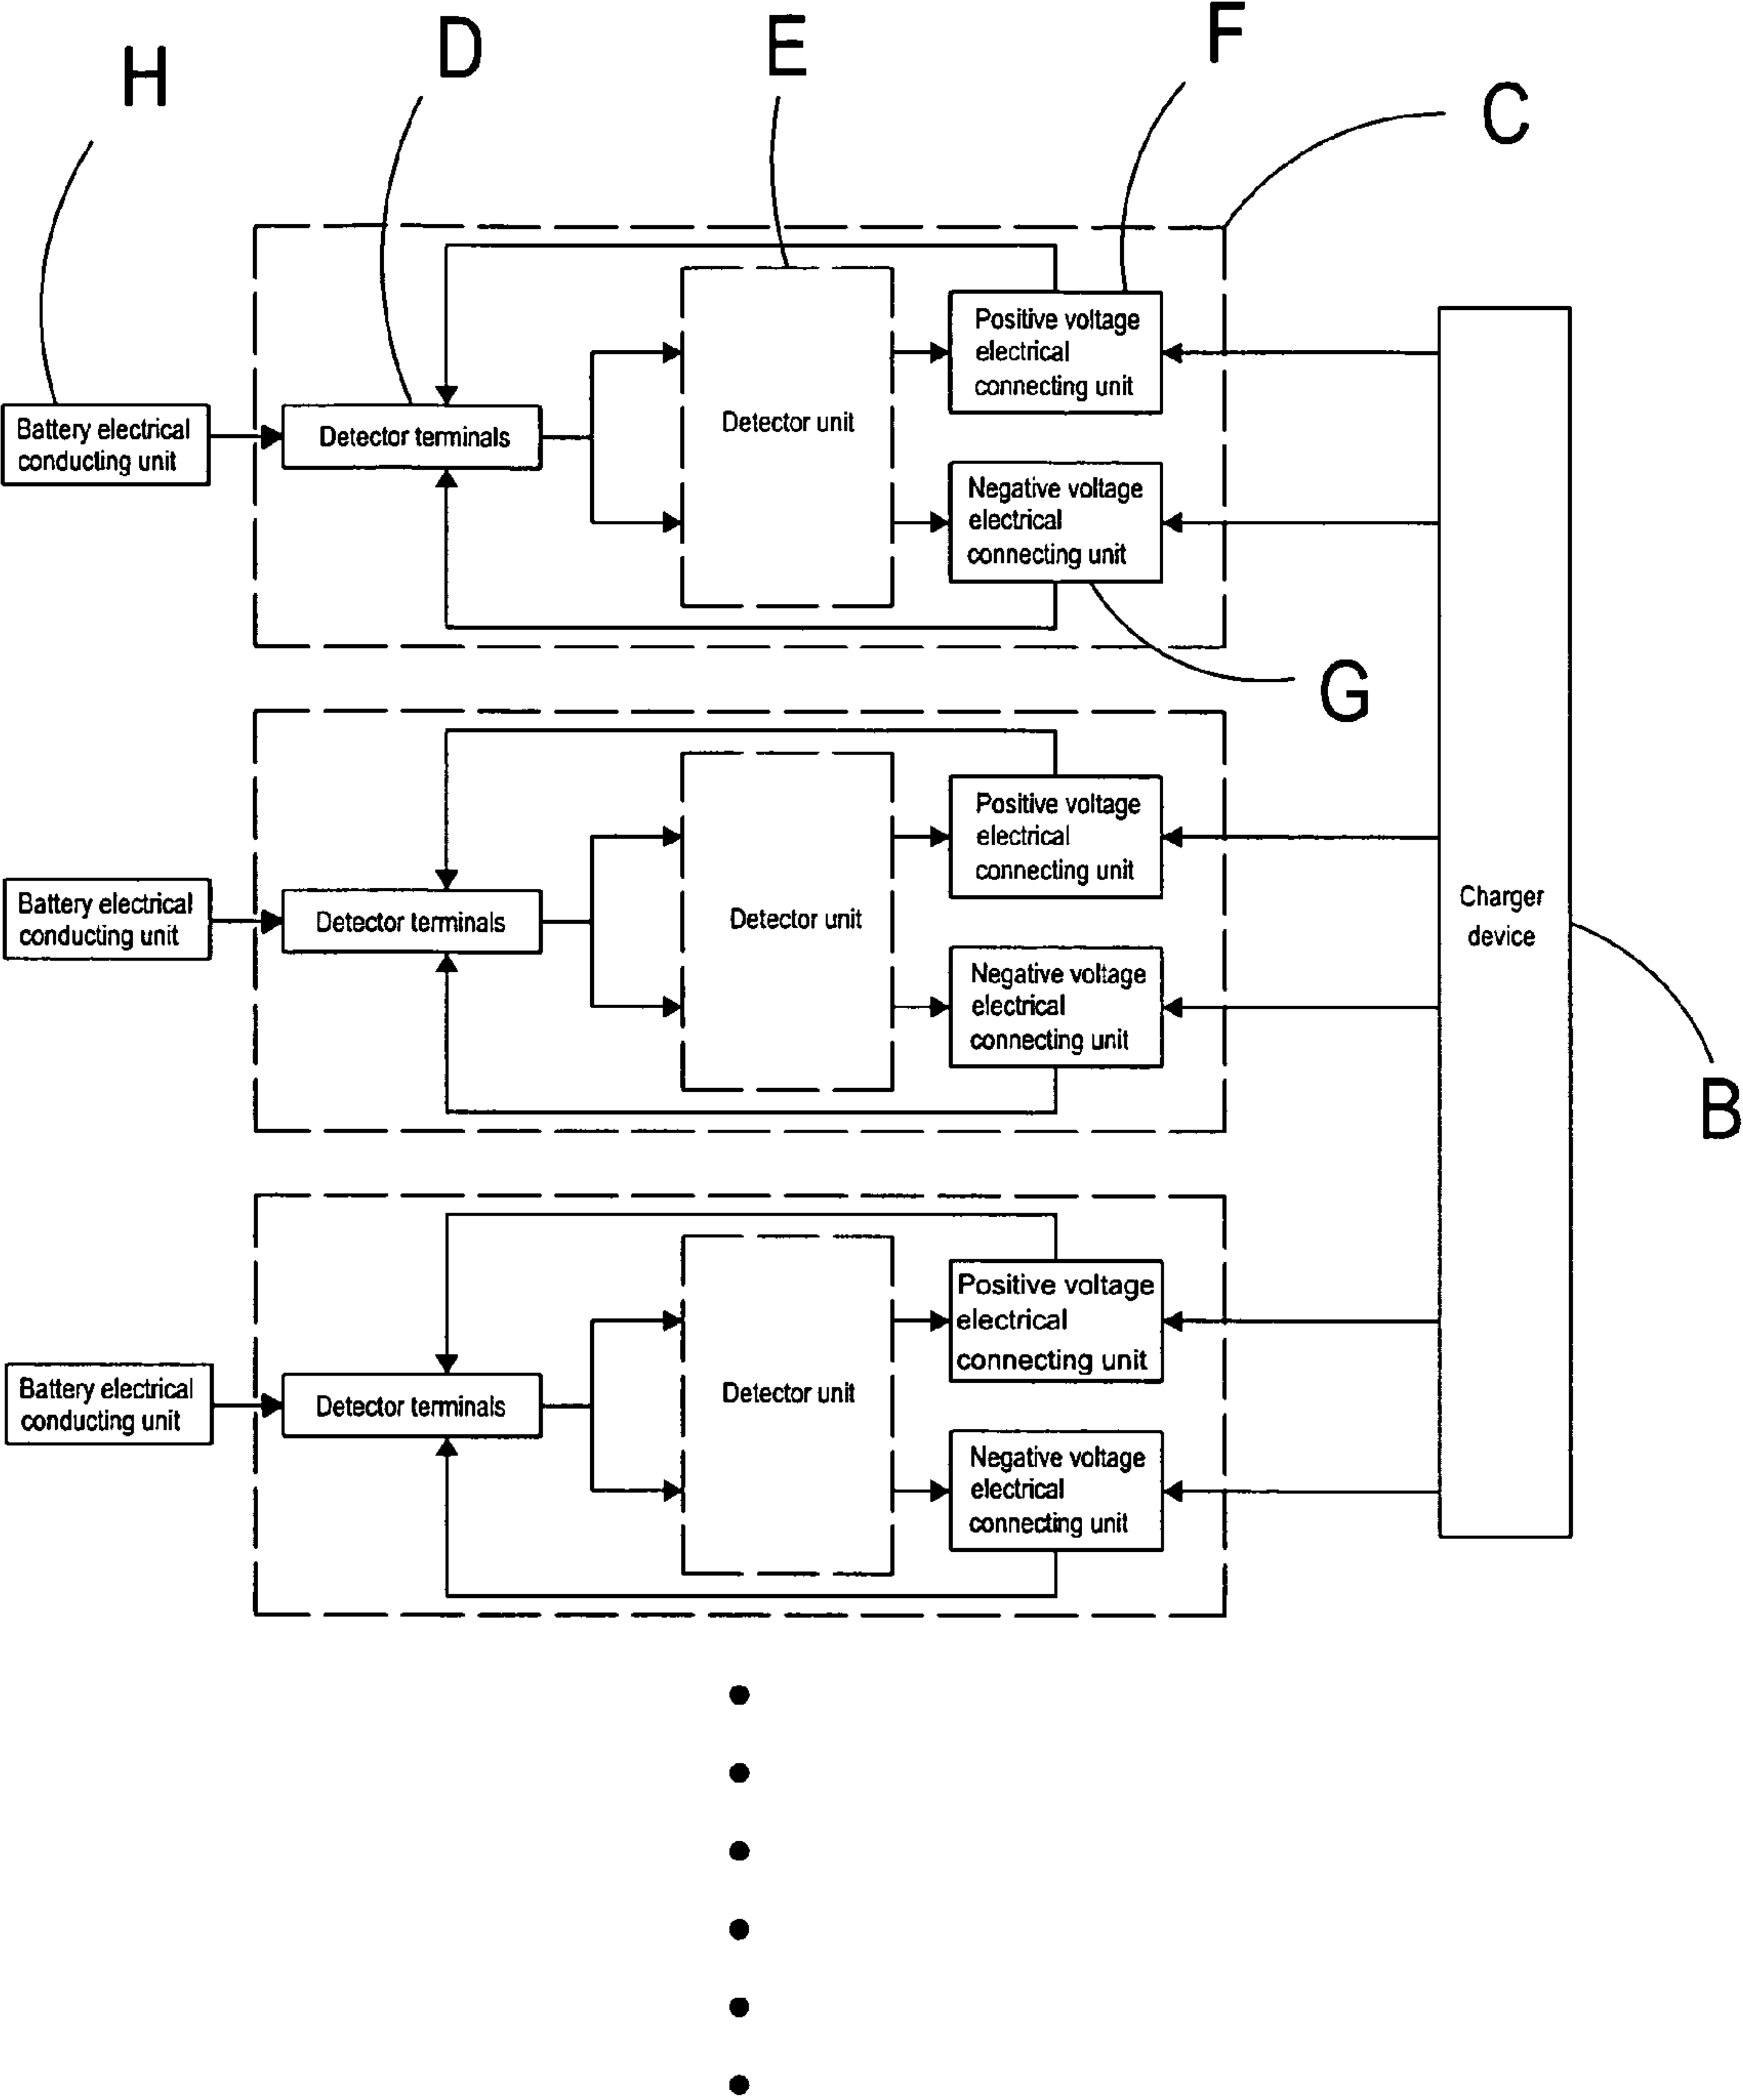 H
D
E
F
C
Positive voltage
electrical
connecting unit
Battery electrical
conducting unit
Detector terminals
Detector unit
Negative voltage
electrical
connecting unit
G
Positive voltage
electrical
connecting unit
Battery electrical
conducting unit
Detector terminals
Detector unit
Charger
device
Negative voltage
electrical
connecting unit
B
Positive voltage
electrical
connecting unit
Battery electrical
conducting unit
Detector terminals
Detector unit
Negative voltage
electrical
connecting unit